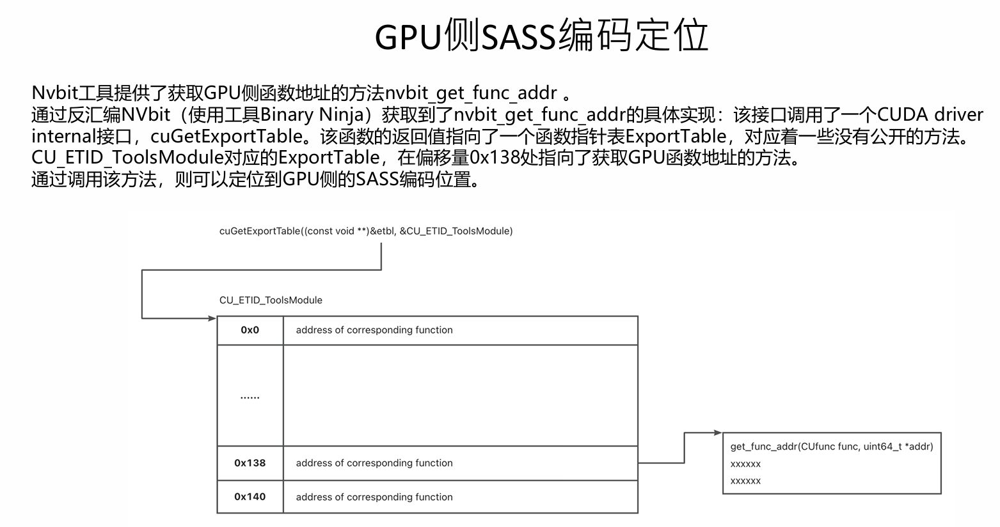 GPU侧SASS编码定位
Nvbit工具提供了获取GPU侧函数地址的方法nvbit_get_func_addr 。
通过反汇编NVbit（使用工具Binary Ninja）获取到了nvbit_get_func_addr的具体实现：该接口调用了一个CUDA driver
internal接口，cuGetExportTable。该函数的返回值指向了一个函数指针表ExportTable，对应着一些没有公开的方法。
CU_ETID_ToolsModule对应的ExportTable，在偏移量0x138处指向了获取GPU函数地址的方法。
通过调用该方法，则可以定位到GPU侧的SASS编码位置。
cuGetExportTable((const void **)&etbl, &CU_ETID_ToolsModule)
CU_ETID_ToolsModule
0x0 address of corresponding function
......
0x138 address of corresponding function
0x140 address of corresponding function
get_func_addr(CUfunc func, uint64_t *addr)
xxxxxx
xxxxxx